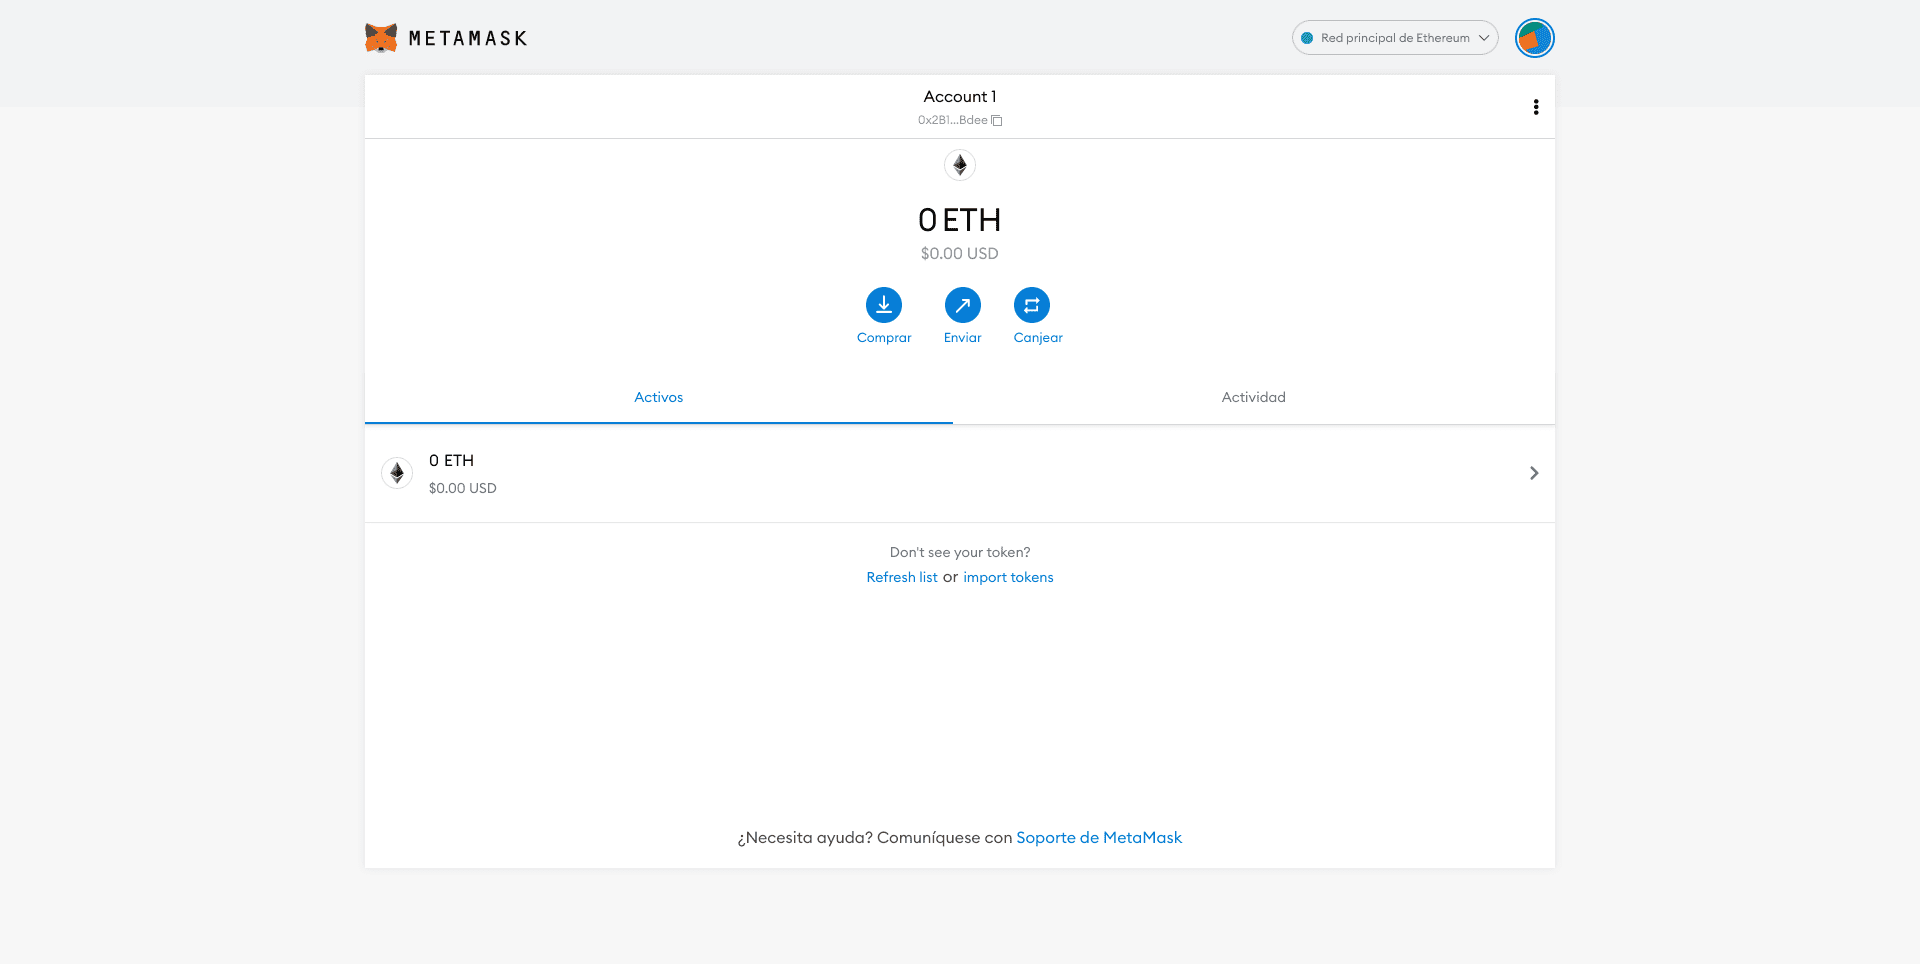 METAMASK
Red principal de Ethereum
Account 1
0x2B1...Bdee
0 ETH
$0.00 USD
Comprar
Enviar
Canjear
Activos
Actividad
0 ETH
$0.00 USD
Don't see your token?
Refresh list or import tokens
¿Necesita ayuda? Comuníquese con Soporte de MetaMask